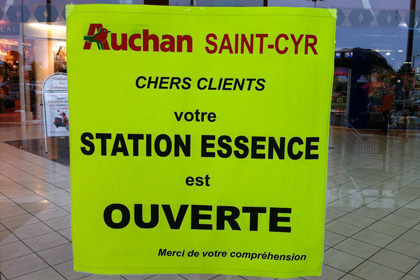 Auchan SAINT-CYR
CHERS CLIENTS
votre
STATION ESSENCE
est
OUVERTE
Merci de votre compréhension